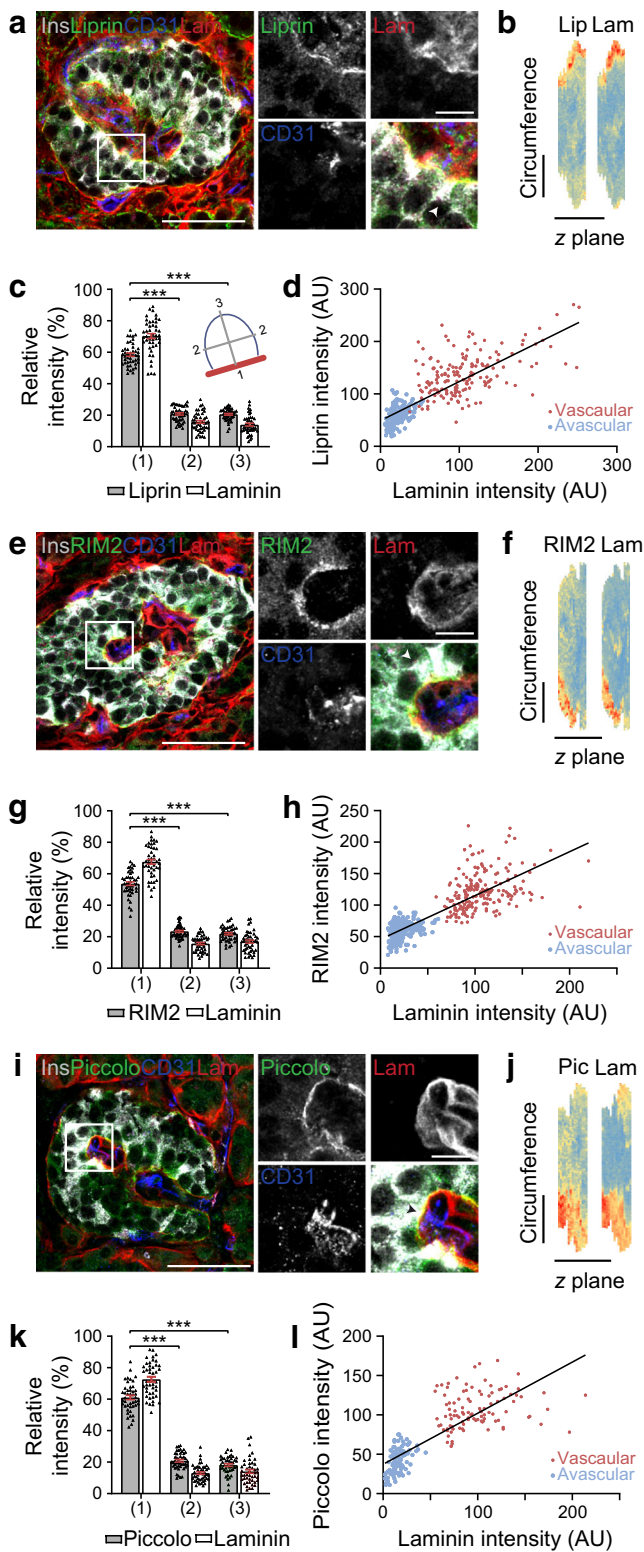 a
InsLiprinCD31Lam
Liprin
Lam
CD31
b
Lip Lam
Circumference
z plane
c
Relative
intensity (%)
100
80
60
40
20
0
***
***
3
2
2
1
(1) (2) (3)
Liprin Laminin
d
Liprin intensity (AU)
300
200
100
0
Vascaular
Avascular
0 100 200 300
Laminin intensity (AU)
e
InsRIM2CD31Lam
RIM2
Lam
CD31
f
RIM2 Lam
Circumference
z plane
g
Relative
intensity (%)
100
80
60
40
20
0
***
***
(1) (2) (3)
RIM2 Laminin
h
RIM2 intensity (AU)
250
200
150
100
50
0
Vascaular
Avascular
0 50 100 150 200 250
Laminin intensity (AU)
i
InsPiccoloCD31Lam
Piccolo
Lam
CD31
j
Pic Lam
Circumference
z plane
k
Relative
intensity (%)
100
80
60
40
20
0
***
***
(1) (2) (3)
Piccolo Laminin
l
Piccolo intensity (AU)
200
150
100
50
0
Vascaular
Avascular
0 50 100 150 200 250
Laminin intensity (AU)